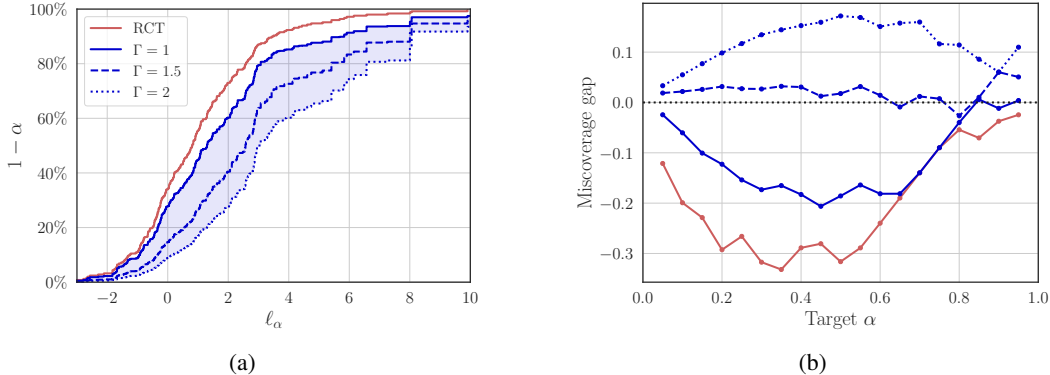 100%
80%
60%
40%
20%
0%
1 − α
RCT
Γ = 1
Γ = 1.5
Γ = 2
−2
0
2
4
6
8
10
ℓα
(a)
0.1
0.0
−0.1
−0.2
−0.3
Miscoverage gap
0.0
0.2
0.4
0.6
0.8
1.0
Target α
(b)